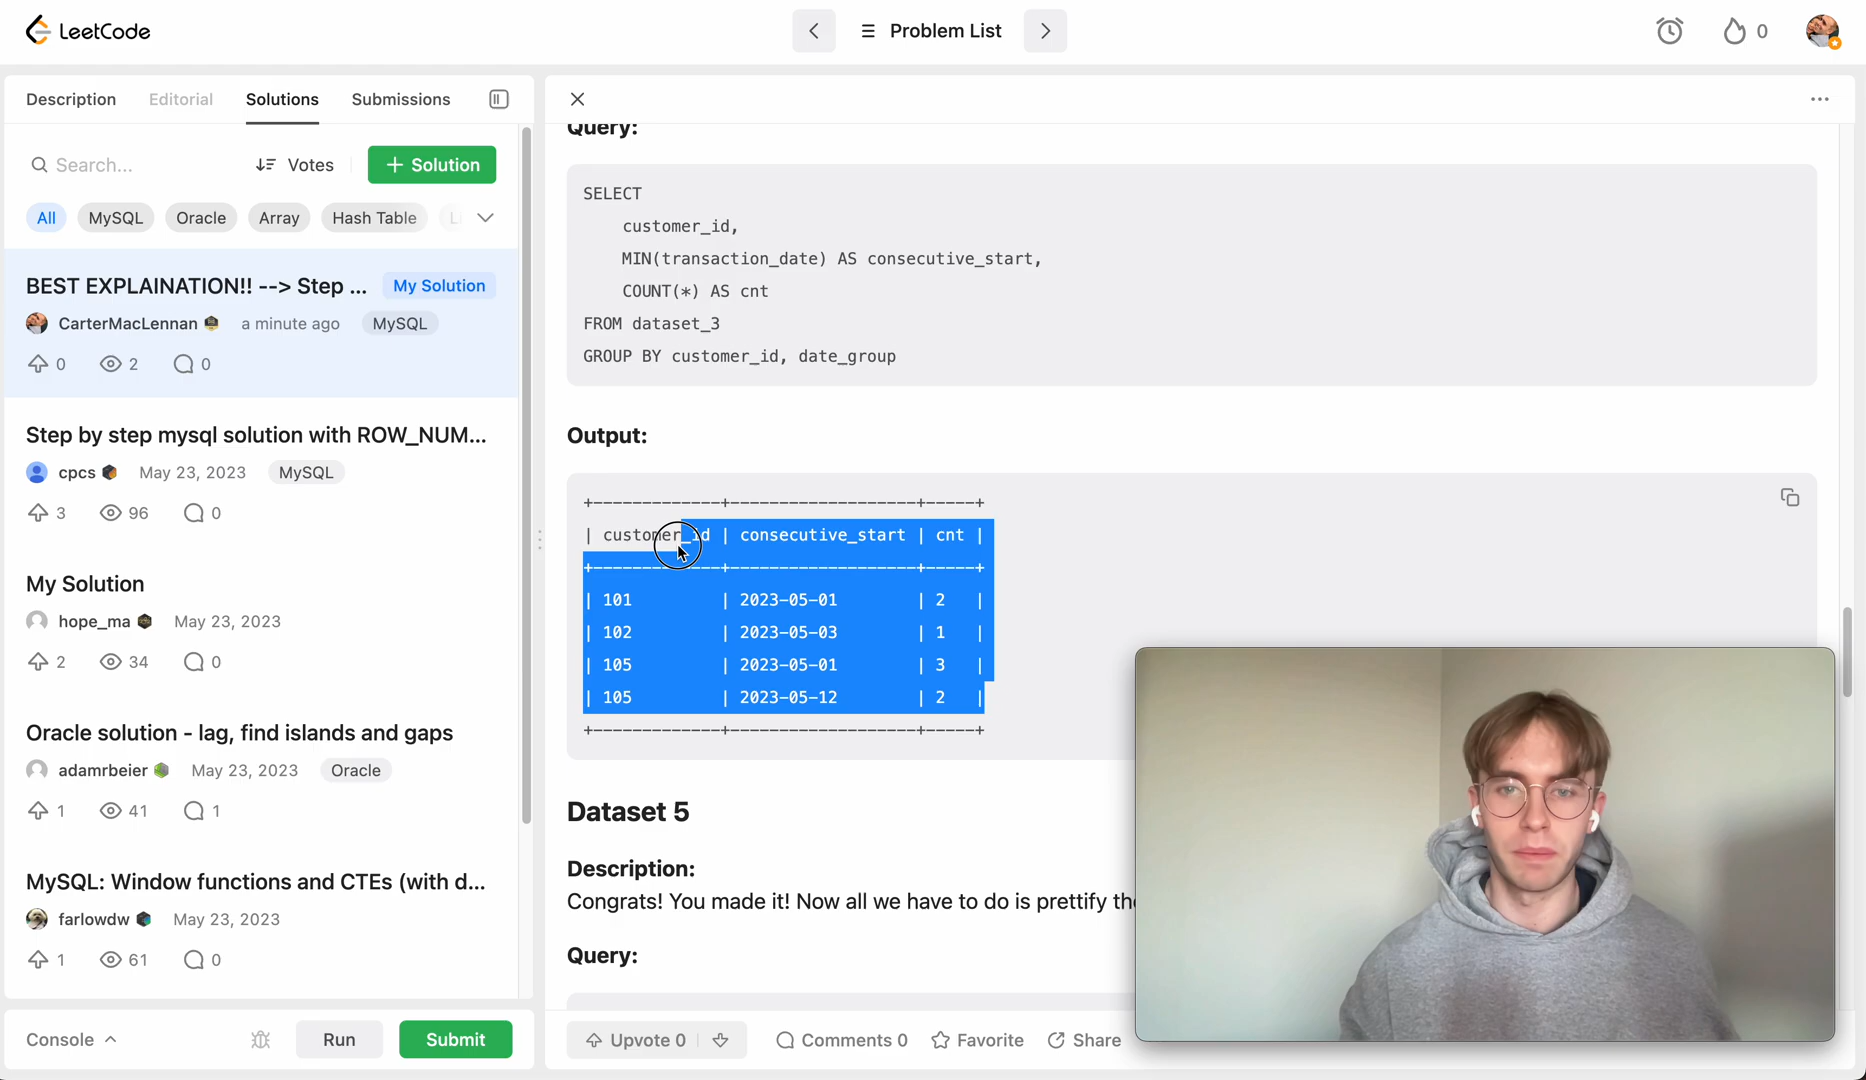 LeetCode
Problem List
0
Description Editorial Solutions Submissions
Search...
Votes
+ Solution
All MySQL Oracle Array Hash Table
BEST EXPLAINATION!! --> Step ...
My Solution
CarterMacLennan a minute ago MySQL
0 2 0
Step by step mysql solution with ROW_NUM...
cpcs May 23, 2023 MySQL
3 96 0
My Solution
hope_ma May 23, 2023
2 34 0
Oracle solution - lag, find islands and gaps
adamrbeier May 23, 2023 Oracle
1 41 1
MySQL: Window functions and CTEs (with d...
farlowdw May 23, 2023
1 61 0
Console
Run
Submit
Query:
SELECT
customer_id,
MIN(transaction_date) AS consecutive_start,
COUNT(*) AS cnt
FROM dataset_3
GROUP BY customer_id, date_group
Output:
+-------------+-------------------+-----+
| customer_id | consecutive_start | cnt |
+-------------+-------------------+-----+
| 101 | 2023-05-01 | 2 |
| 102 | 2023-05-03 | 1 |
| 105 | 2023-05-01 | 3 |
| 105 | 2023-05-12 | 2 |
+-------------+-------------------+-----+
Dataset 5
Description:
Congrats! You made it! Now all we have to do is prettify
Query:
Upvote 0
Comments 0
Favorite
Share